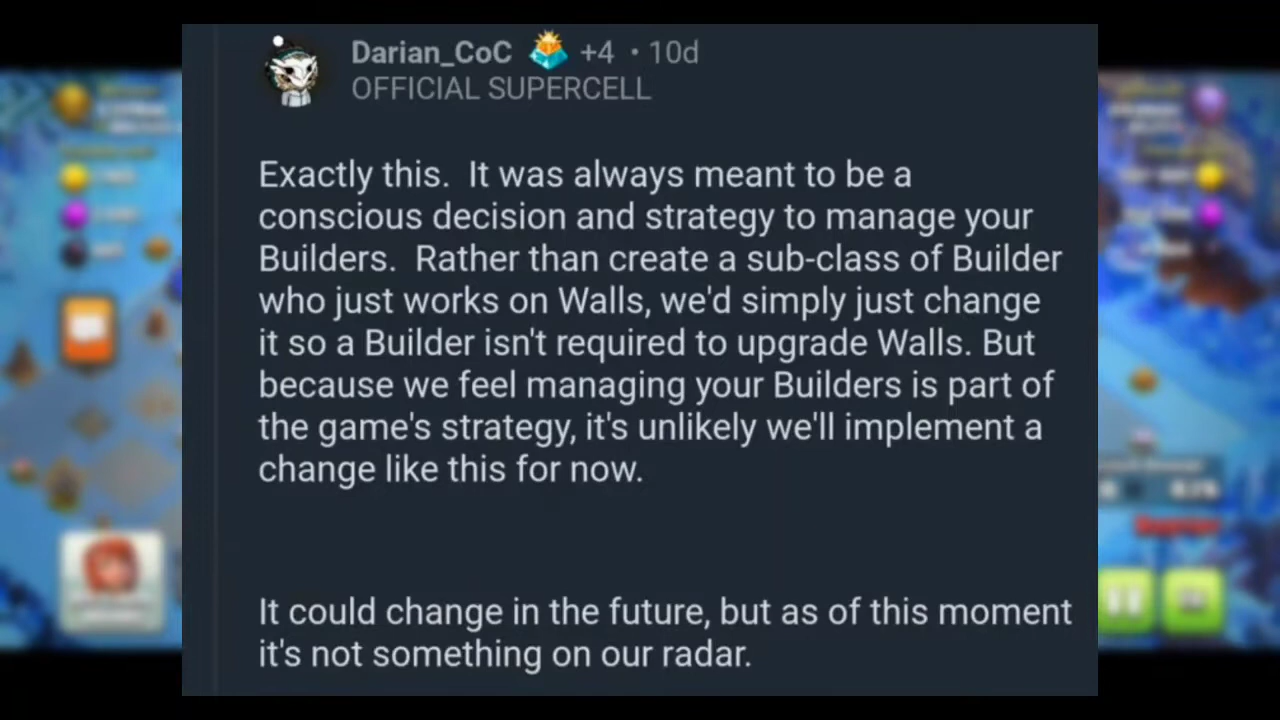 Darian_CoC +4 • 10d
OFFICIAL SUPERCELL
Exactly this.  It was always meant to be a
conscious decision and strategy to manage your
Builders.  Rather than create a sub-class of Builder
who just works on Walls, we'd simply just change
it so a Builder isn't required to upgrade Walls. But
because we feel managing your Builders is part of
the game's strategy, it's unlikely we'll implement a
change like this for now.
It could change in the future, but as of this moment
it's not something on our radar.